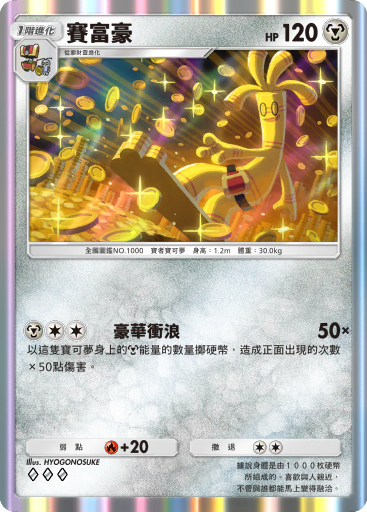 1階進化
賽富豪
HP 120
從索財靈進化
全國圖鑑NO.1000 寶者寶可夢 身高：1.2m 體重：30.0kg
豪華衝浪 50×
以這隻寶可夢身上的能量的數量擲硬幣，造成正面出現的次數
×50點傷害。
弱點 +20
撤退
Illus. HYOGONOSUKE
據說身體是由１０００枚硬幣
所組成的。喜歡與人親近，
不管與誰都能馬上變得融洽。